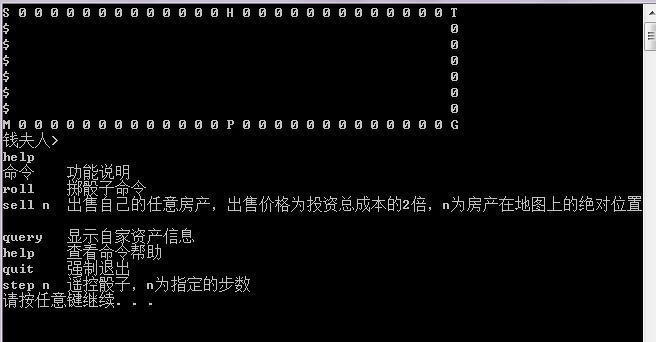 S 0 0 0 0 0 0 0 0 0 0 0 0 0 H 0 0 0 0 0 0 0 0 0 0 0 0 0 T
$ 0
$ 0
$ 0
$ 0
$ 0
$ 0
M 0 0 0 0 0 0 0 0 0 0 0 0 0 P 0 0 0 0 0 0 0 0 0 0 0 0 0 G
钱夫人>
help
命令 功能说明
roll 掷骰子命令
sell n 出售自己的任意房产，出售价格为投资总成本的2倍，n为房产在地图上的绝对位置
query 显示自家资产信息
help 查看命令帮助
quit 强制退出
step n 遥控骰子，n为指定的步数
请按任意键继续. . .